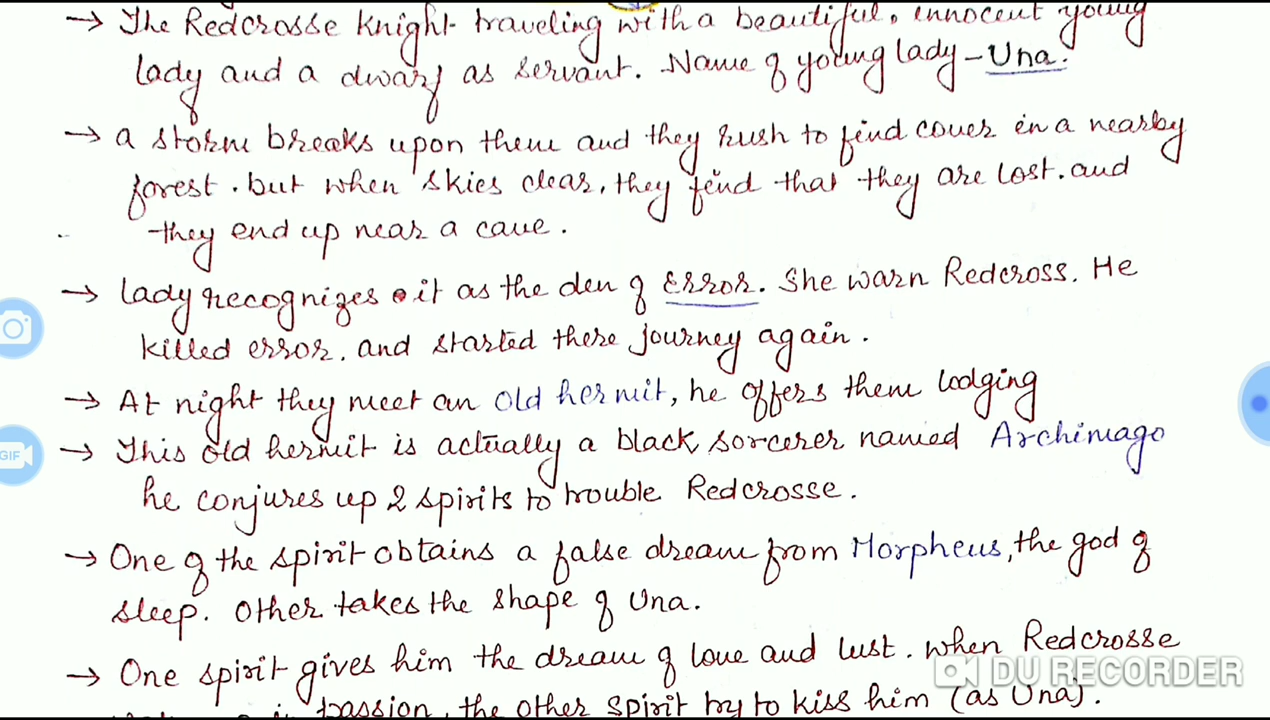 → The Redcrosse Knight traveling with a beautiful, innocent young
lady and a dwarf as servant. Name of young lady – Una.
→ a storm breaks upon them and they rush to find cover in a nearby
forest. but when skies clear, they find that they are lost. and
they end up near a cave.
→ Lady recognizes it as the den of Error. She warn Redcross. He
killed error. and started there journey again.
→ At night they meet an old hermit, he offers them lodging
→ This old hermit is actually a black sorcerer named Archimago
he conjures up 2 spirits to trouble Redcrosse.
→ One of the spirit obtains a false dream from Morpheus, the god of
sleep. Other takes the shape of Una.
→ One spirit gives him the dream of love and lust. when Redcrosse
in passion, the other spirit try to kiss him (as Una).
GIF
DU RECORDER